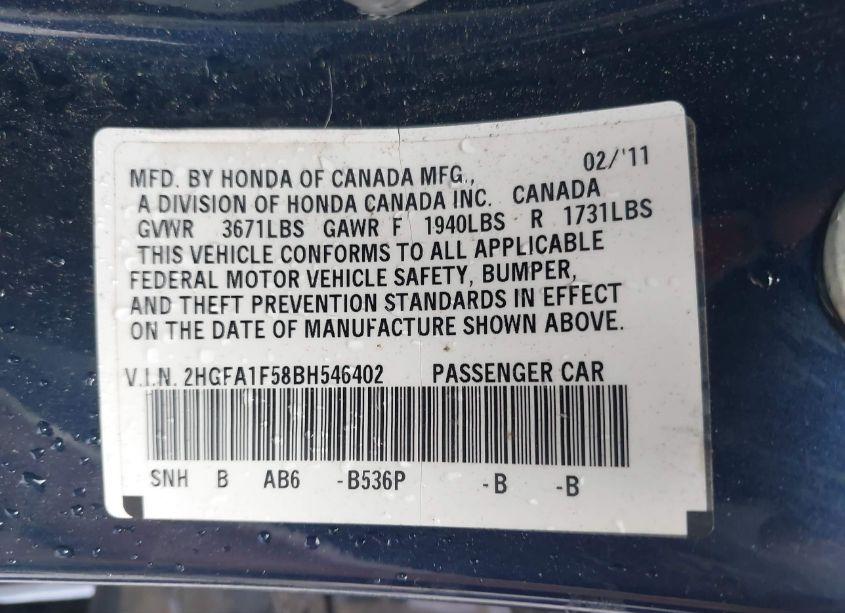 02/'11
MFD. BY HONDA OF CANADA MFG.,
A DIVISION OF HONDA CANADA INC. CANADA
GVWR 3671LBS GAWR F 1940LBS R 1731LBS
THIS VEHICLE CONFORMS TO ALL APPLICABLE
FEDERAL MOTOR VEHICLE SAFETY, BUMPER,
AND THEFT PREVENTION STANDARDS IN EFFECT
ON THE DATE OF MANUFACTURE SHOWN ABOVE.
V.I.N. 2HGFA1F58BH546402 PASSENGER CAR
SNH B AB6 -B536P -B -B